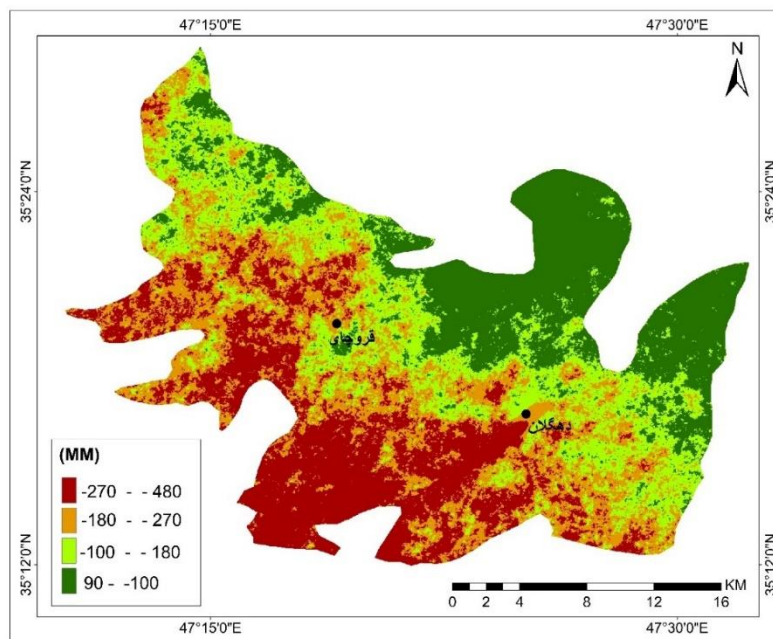 47°15'0"E 47°30'0"E
N
35°24'0"N 35°24'0"N
قروچای
دهگلان
(MM)
-270 - - 480
-180 - - 270
-100 - - 180
90 - -100
35°12'0"N 35°12'0"N
KM
0 2 4 8 12 16
47°15'0"E 47°30'0"E